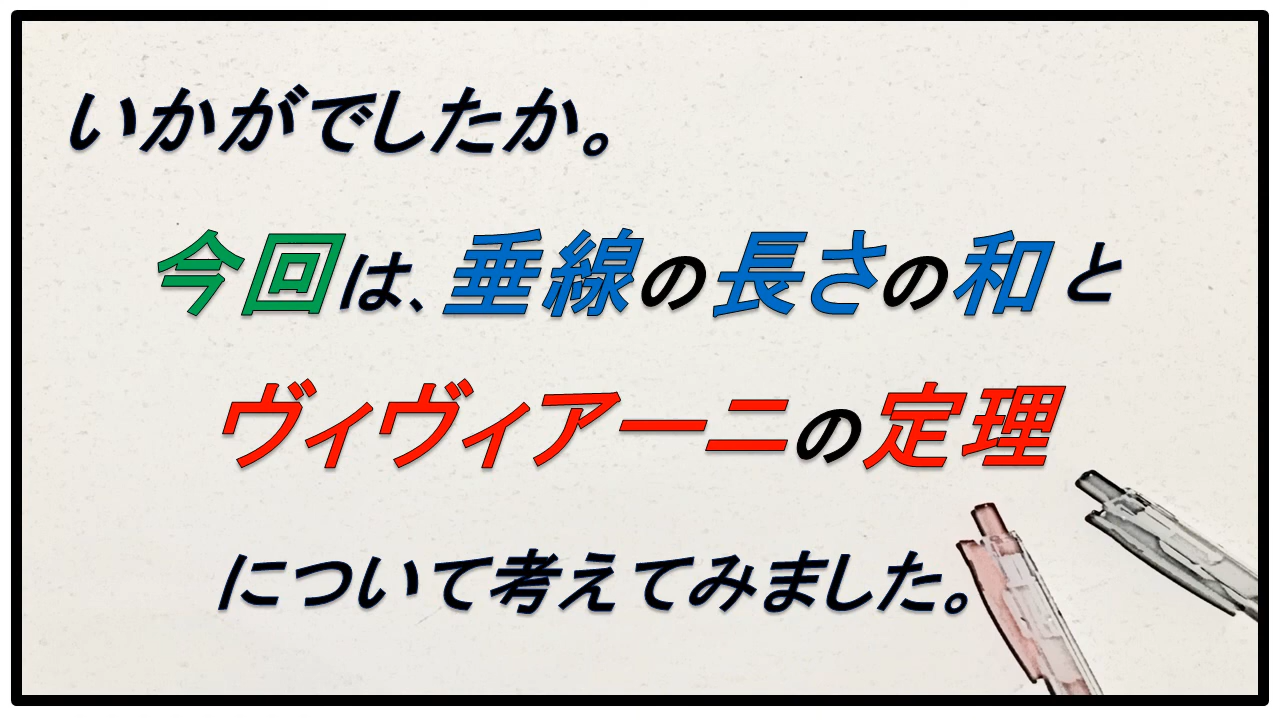 いかがでしたか。
今回は、垂線の長さの和と
ヴィヴィアーニの定理
について考えてみました。